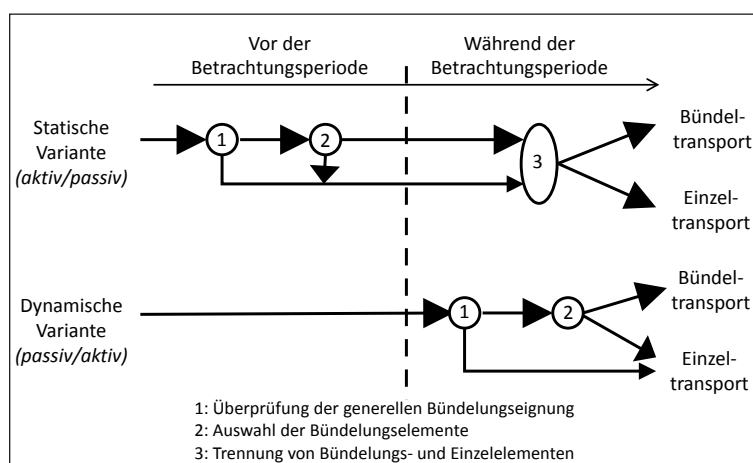 Vor der
Betrachtungsperiode
Während der
Betrachtungsperiode
Statische
Variante
(aktiv/passiv)
1
2
3
Bündel-
transport
Einzel-
transport
Dynamische
Variante
(passiv/aktiv)
1
2
Bündel-
transport
Einzel-
transport
1: Überprüfung der generellen Bündelungseignung
2: Auswahl der Bündelungselemente
3: Trennung von Bündelungs- und Einzelelementen